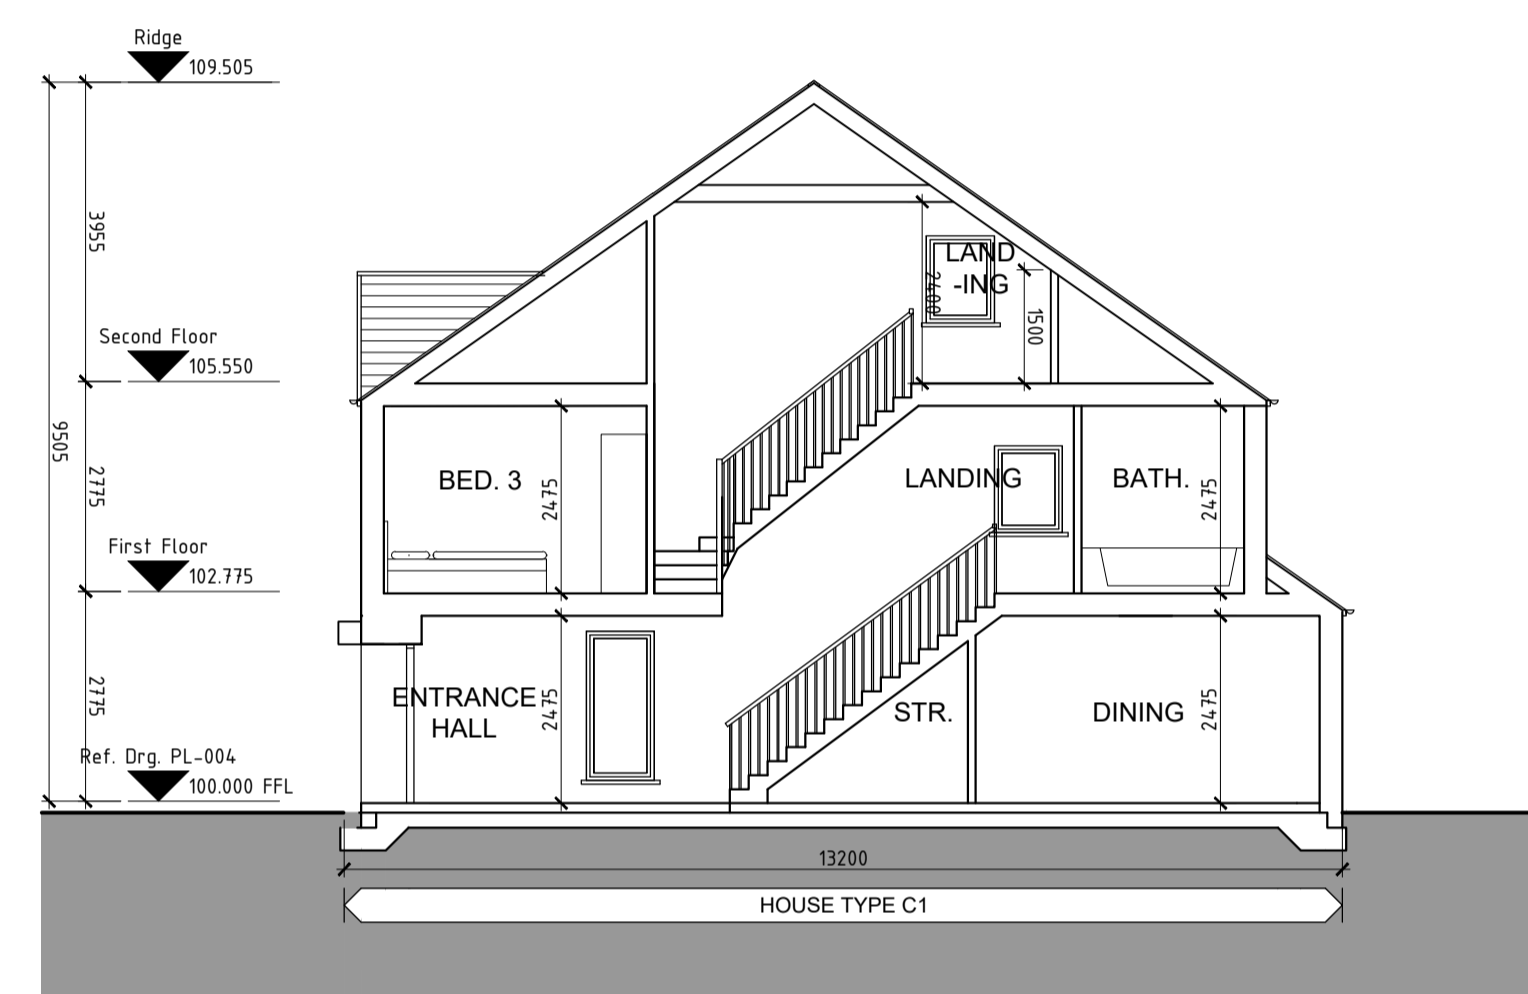 Ridge
109.505
3955
Second Floor
105.550
9505
2775
First Floor
102.775
2775
Ref. Drg. PL-004
100.000 FFL
LAND
-ING
2400
1500
BED. 3
2475
LANDING
BATH.
2475
ENTRANCE
HALL
2475
STR.
DINING
2475
13200
HOUSE TYPE C1